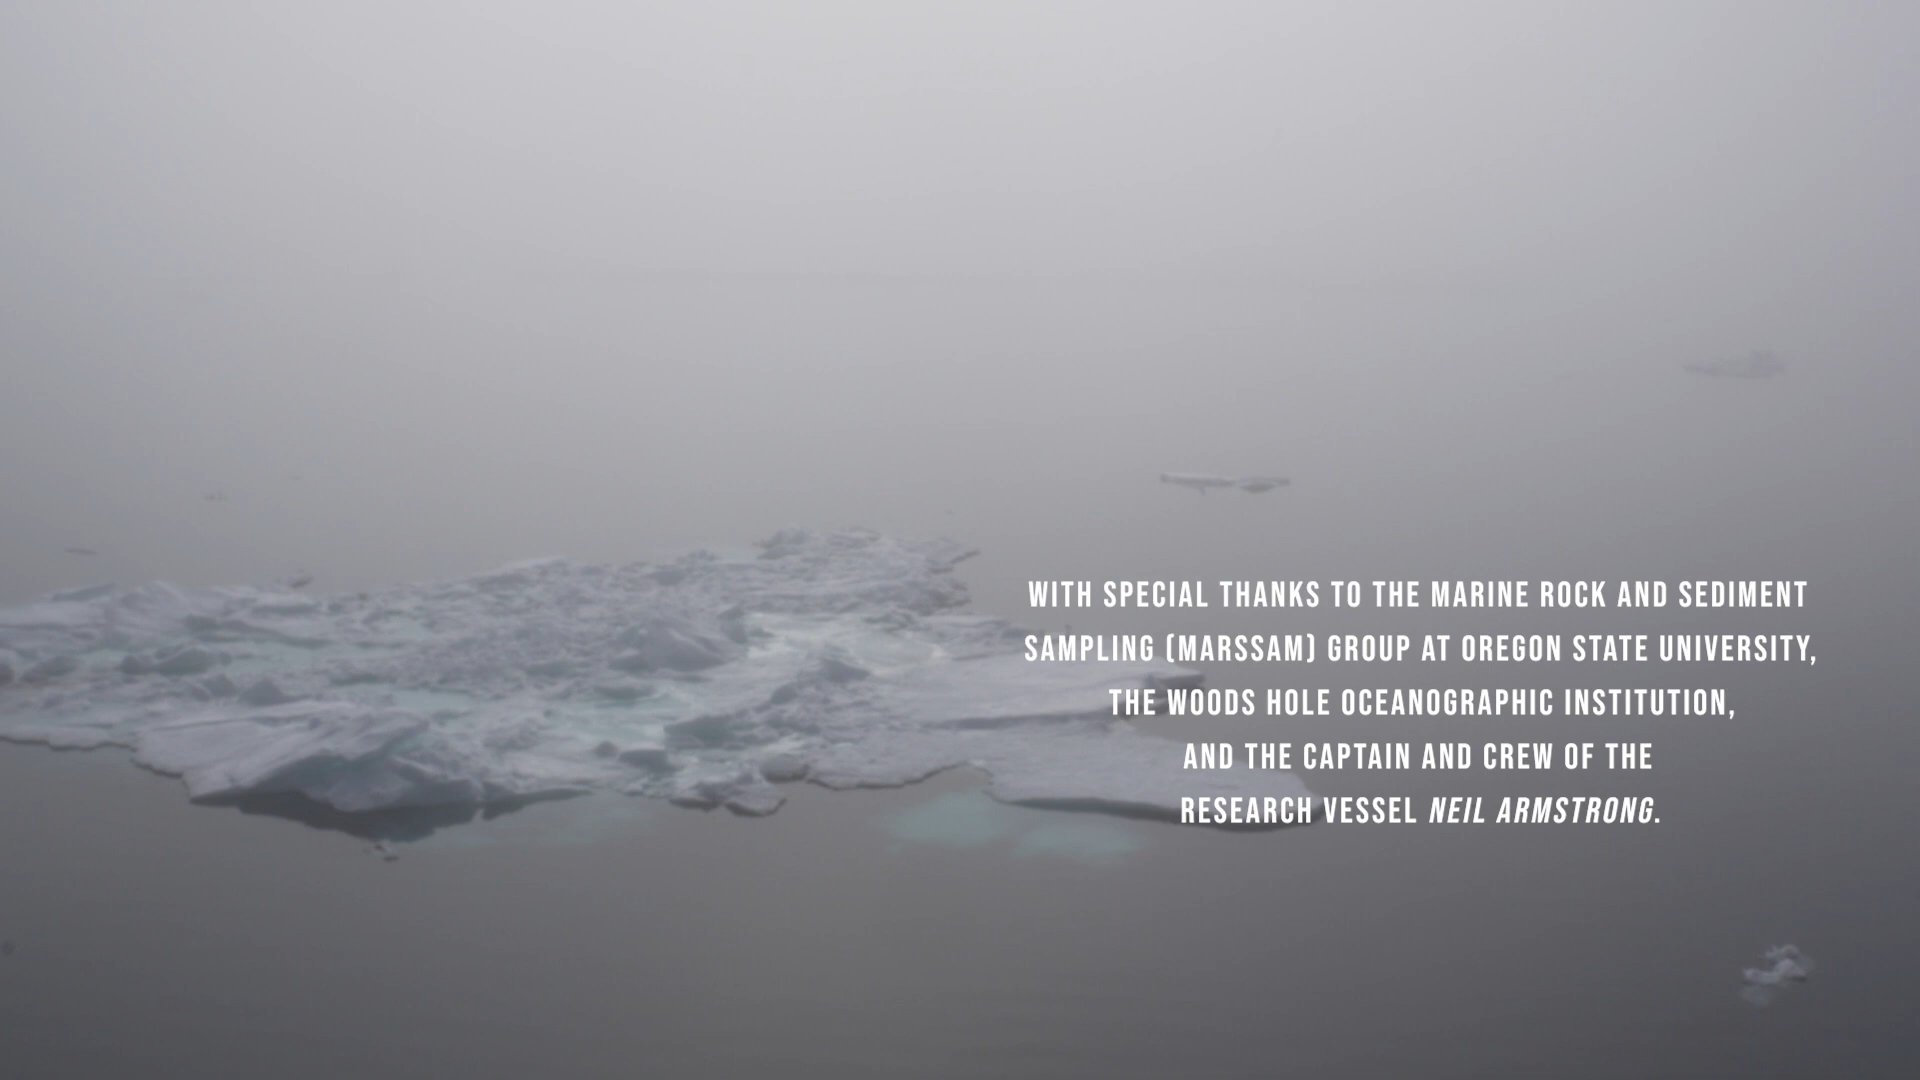 WITH SPECIAL THANKS TO THE MARINE ROCK AND SEDIMENT
SAMPLING (MARSSAM) GROUP AT OREGON STATE UNIVERSITY,
THE WOODS HOLE OCEANOGRAPHIC INSTITUTION,
AND THE CAPTAIN AND CREW OF THE
RESEARCH VESSEL NEIL ARMSTRONG.